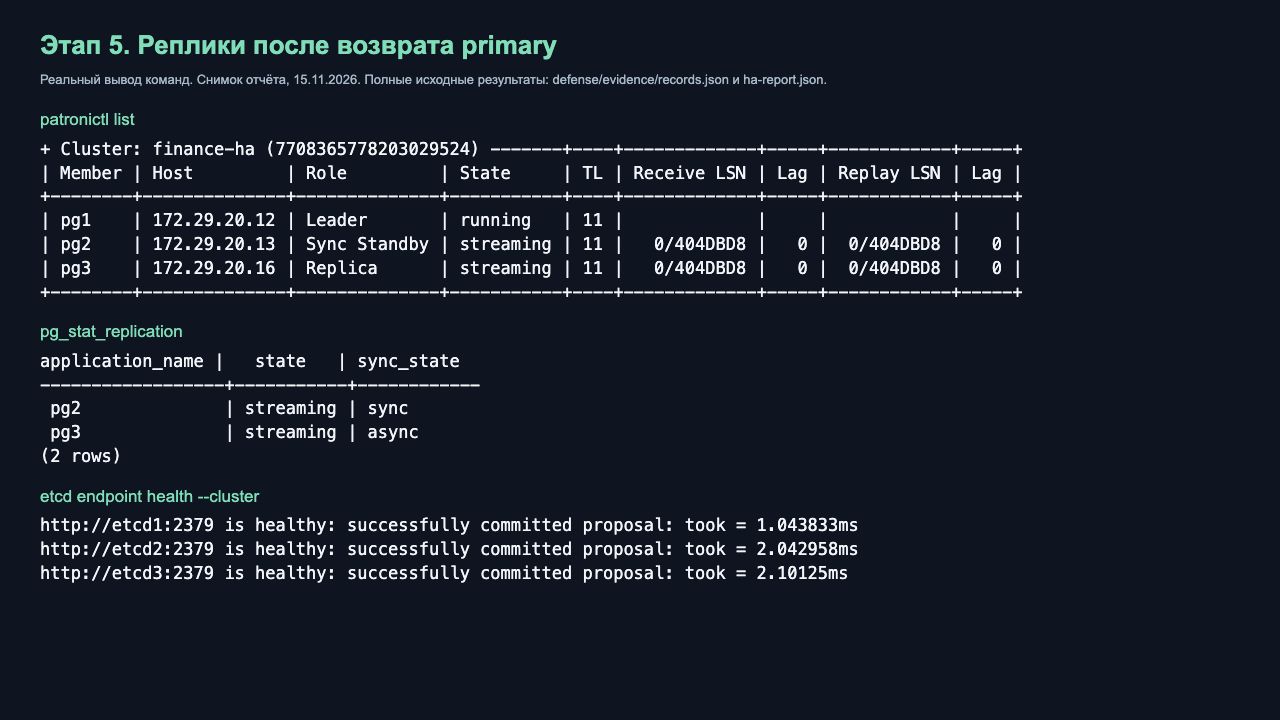 Этап 5. Реплики после возврата primary
Реальный вывод команд. Снимок отчёта, 15.11.2026. Полные исходные результаты: defense/evidence/records.json и ha-report.json.
patronictl list
+ Cluster: finance-ha (7708365778203029524) -------+----+-------------+-----+------------+-----+
| Member | Host         | Role         | State     | TL | Receive LSN | Lag | Replay LSN | Lag |
+--------+--------------+--------------+-----------+----+-------------+-----+------------+-----+
| pg1    | 172.29.20.12 | Leader       | running   | 11 |             |     |            |     |
| pg2    | 172.29.20.13 | Sync Standby | streaming | 11 |   0/404DBD8 |   0 |  0/404DBD8 |   0 |
| pg3    | 172.29.20.16 | Replica      | streaming | 11 |   0/404DBD8 |   0 |  0/404DBD8 |   0 |
+--------+--------------+--------------+-----------+----+-------------+-----+------------+-----+
pg_stat_replication
application_name |   state   | sync_state
------------------+-----------+------------
 pg2              | streaming | sync
 pg3              | streaming | async
(2 rows)
etcd endpoint health --cluster
http://etcd1:2379 is healthy: successfully committed proposal: took = 1.043833ms
http://etcd2:2379 is healthy: successfully committed proposal: took = 2.042958ms
http://etcd3:2379 is healthy: successfully committed proposal: took = 2.10125ms